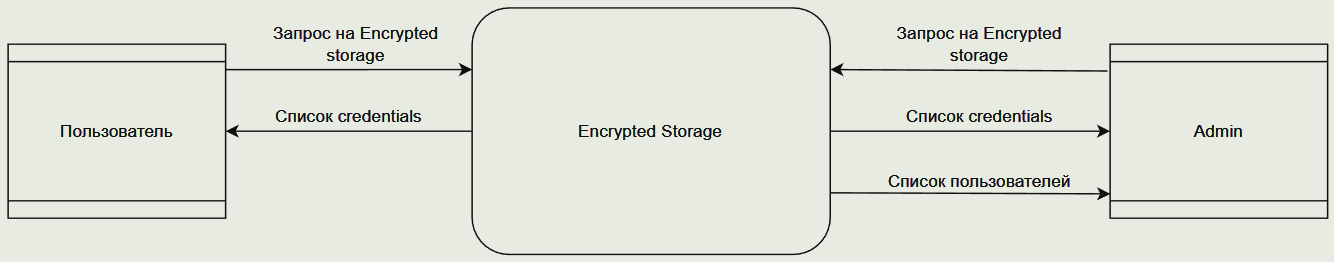 Запрос на Encrypted
storage
Запрос на Encrypted
storage
Пользователь
Список credentials
Encrypted Storage
Список credentials
Admin
Список пользователей